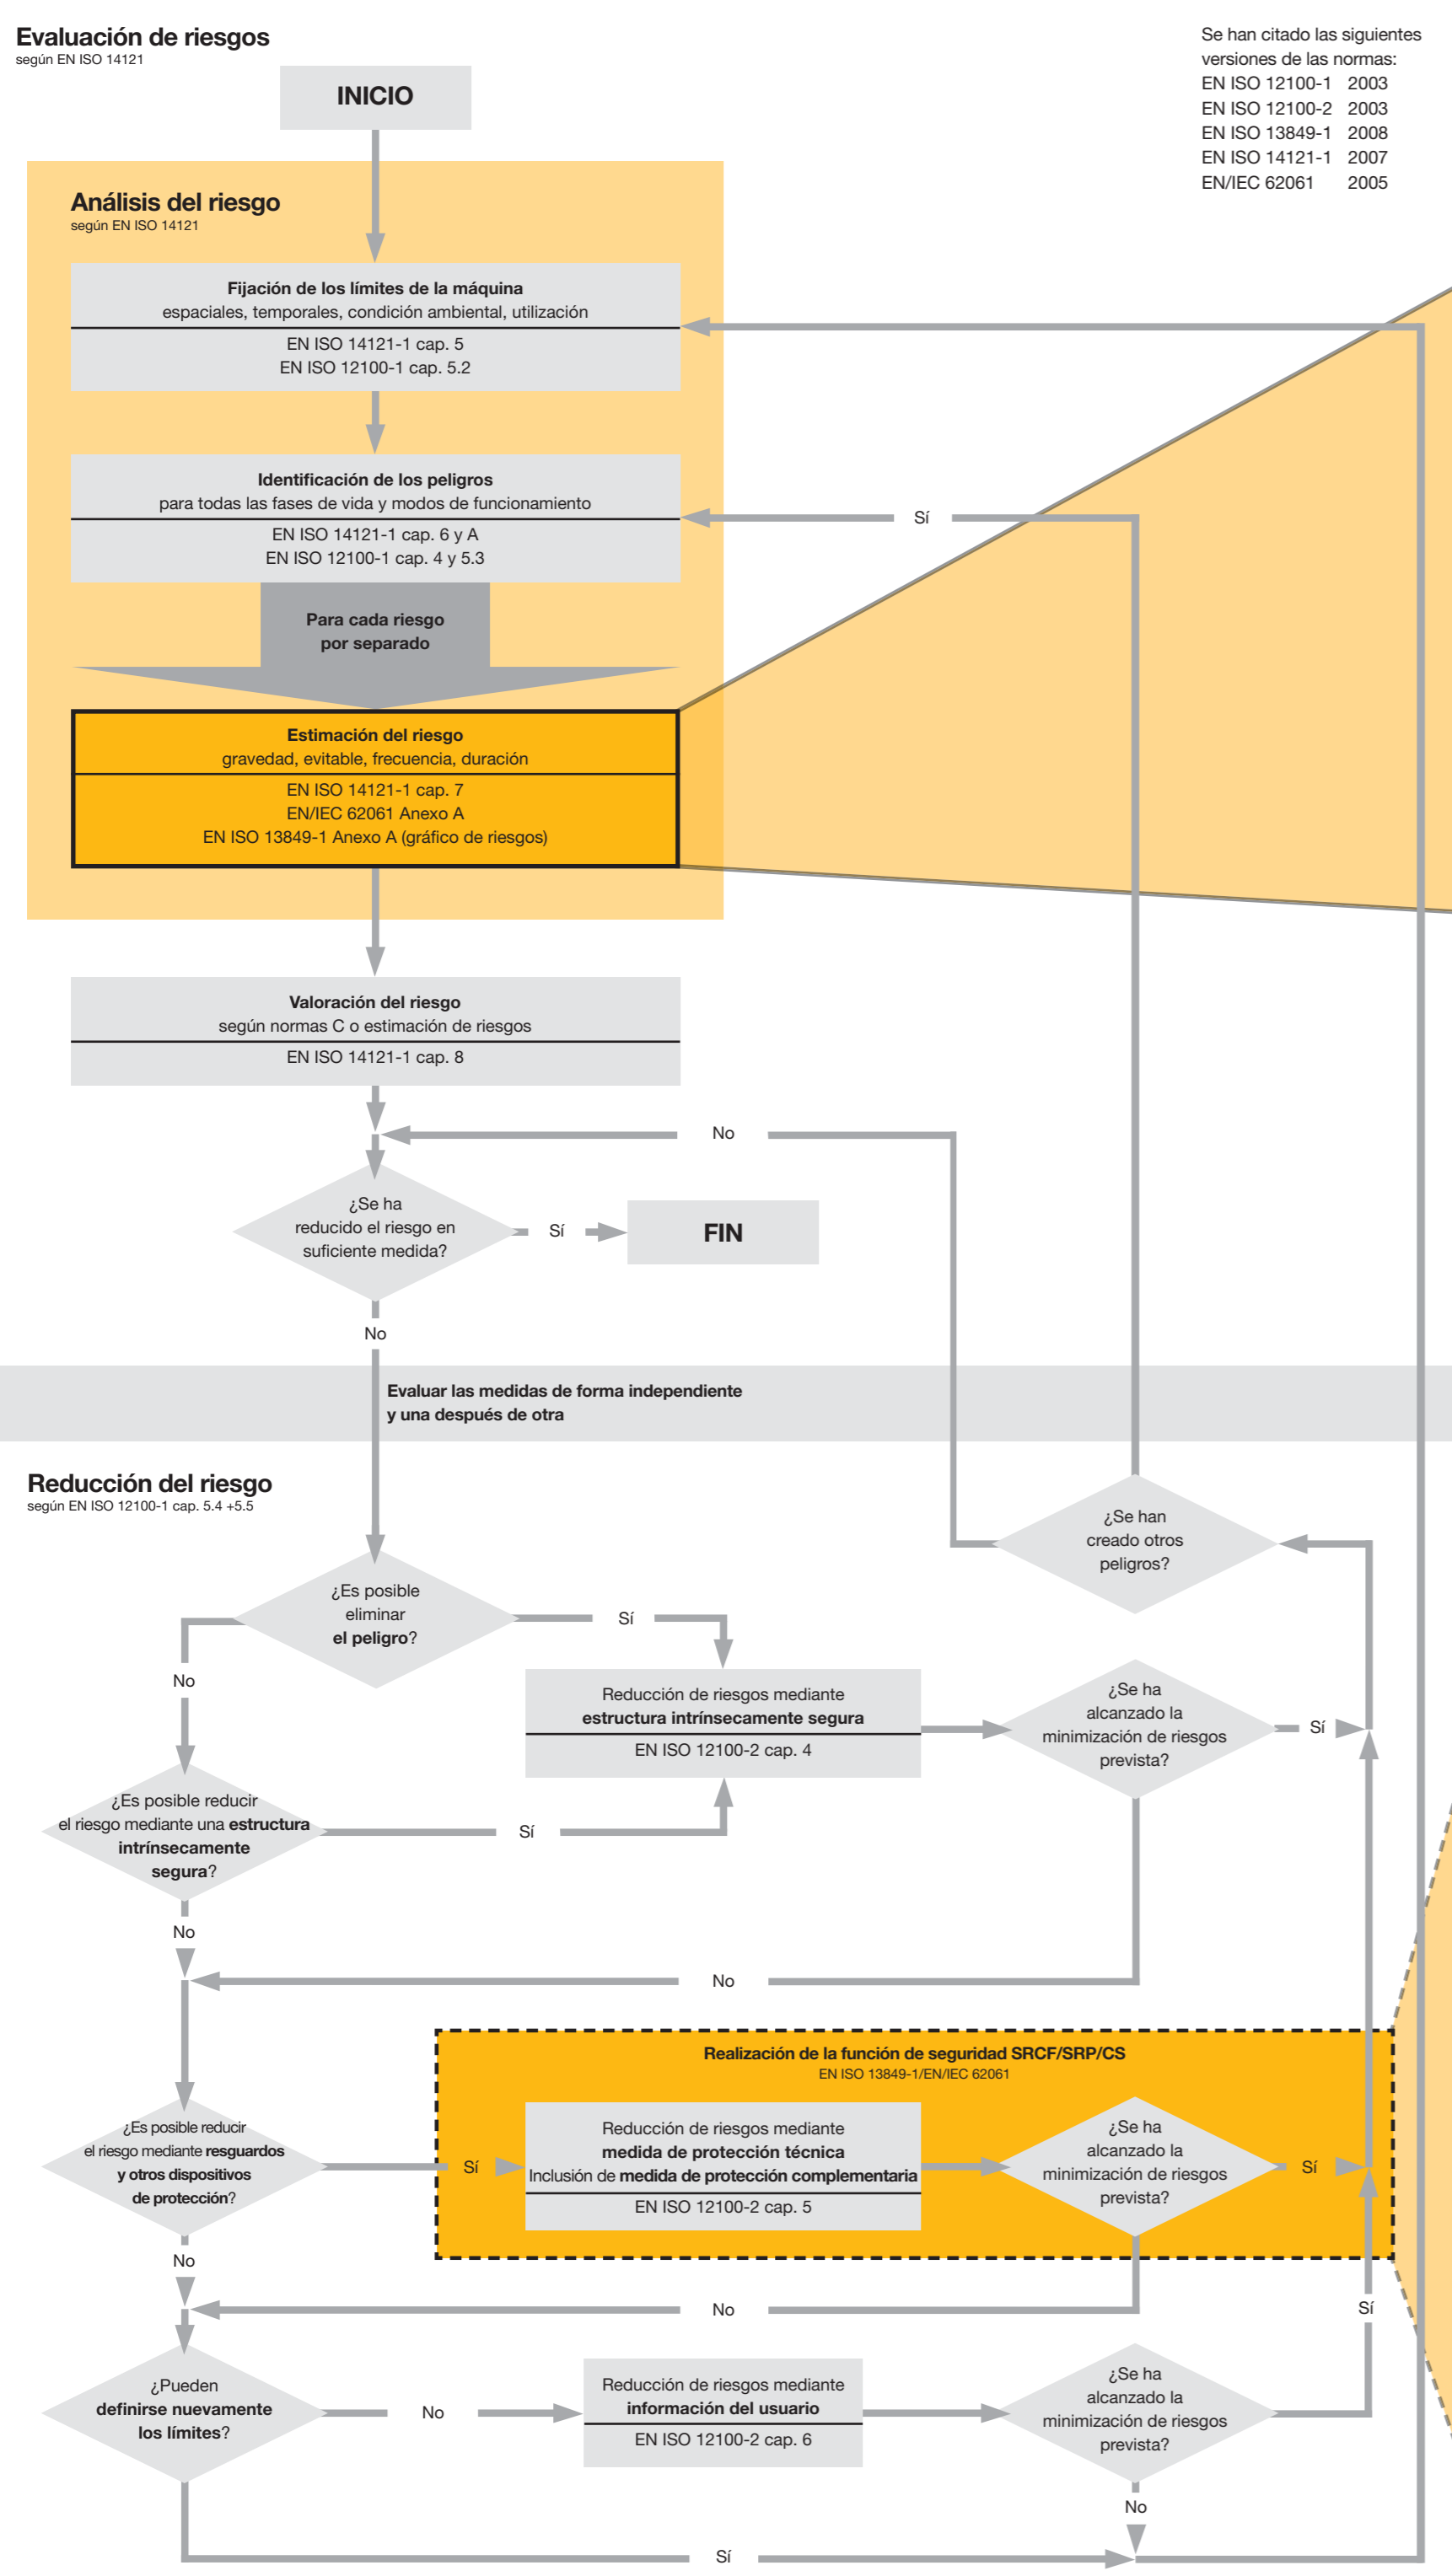 Evaluación de riesgos
según EN ISO 14121
Se han citado las siguientes
versiones de las normas:
EN ISO 12100-1 2003
EN ISO 12100-2 2003
EN ISO 13849-1 2008
EN ISO 14121-1 2007
EN/IEC 62061 2005
INICIO
Análisis del riesgo
según EN ISO 14121
Fijación de los límites de la máquina
espaciales, temporales, condición ambiental, utilización
EN ISO 14121-1 cap. 5
EN ISO 12100-1 cap. 5.2
Identificación de los peligros
para todas las fases de vida y modos de funcionamiento
EN ISO 14121-1 cap. 6 y A
EN ISO 12100-1 cap. 4 y 5.3
Sí
Para cada riesgo
por separado
Estimación del riesgo
gravedad, evitable, frecuencia, duración
EN ISO 14121-1 cap. 7
EN/IEC 62061 Anexo A
EN ISO 13849-1 Anexo A (gráfico de riesgos)
Valoración del riesgo
según normas C o estimación de riesgos
EN ISO 14121-1 cap. 8
No
¿Se ha
reducido el riesgo en
suficiente medida?
Sí
FIN
No
Evaluar las medidas de forma independiente
y una después de otra
Reducción del riesgo
según EN ISO 12100-1 cap. 5.4 +5.5
¿Se han
creado otros
peligros?
¿Es posible
eliminar
el peligro?
Sí
No
Reducción de riesgos mediante
estructura intrínsecamente segura
EN ISO 12100-2 cap. 4
¿Se ha
alcanzado la
minimización de riesgos
prevista?
Sí
¿Es posible reducir
el riesgo mediante una estructura
intrínsecamente
segura?
Sí
No
No
Realización de la función de seguridad SRCF/SRP/CS
EN ISO 13849-1/EN/IEC 62061
¿Es posible reducir
el riesgo mediante resguardos
y otros dispositivos
de protección?
Sí
Reducción de riesgos mediante
medida de protección técnica
Inclusión de medida de protección complementaria
EN ISO 12100-2 cap. 5
¿Se ha
alcanzado la
minimización de riesgos
prevista?
Sí
No
No
Sí
¿Pueden
definirse nuevamente
los límites?
No
Reducción de riesgos mediante
información del usuario
EN ISO 12100-2 cap. 6
¿Se ha
alcanzado la
minimización de riesgos
prevista?
No
Sí